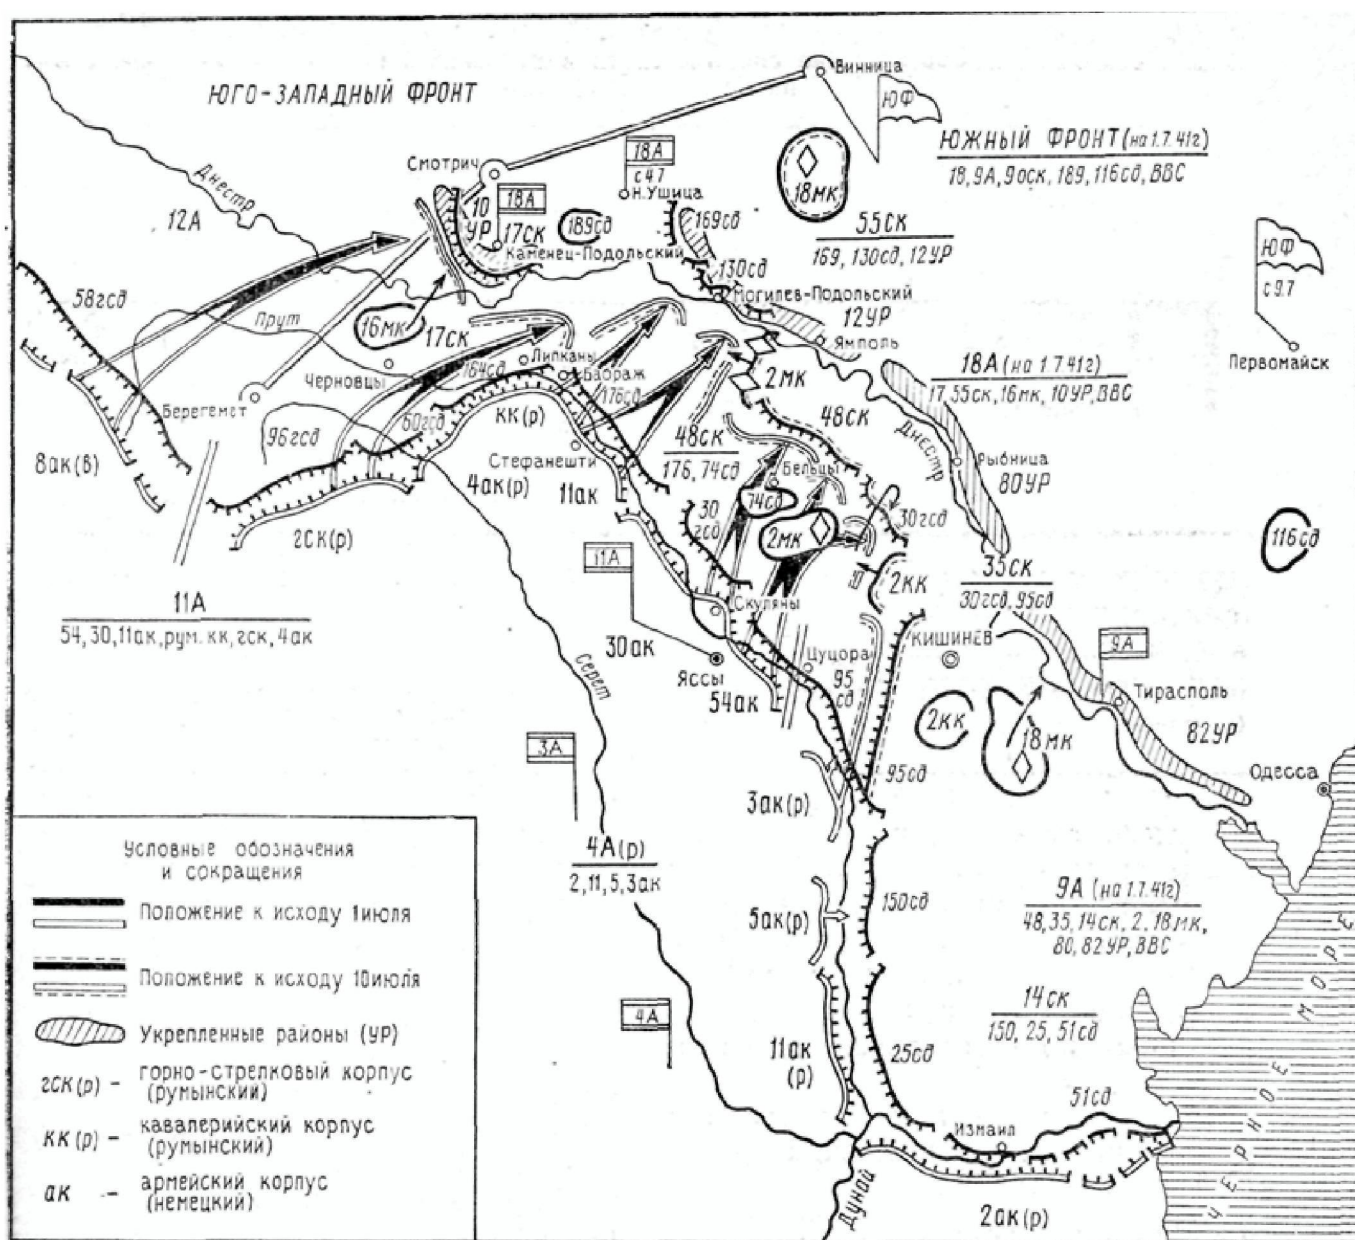 ЮГО-ЗАПАДНЫЙ ФРОНТ
Винница
ЮФ
ЮЖНЫЙ ФРОНТ (на 1.7.41г)
18, 9А, 9оск, 189, 116сд, ВВС
Смотрич
18А
с 4.7
Н.Ушица
18мк
Днестр
12А
10
УР
18А
17ск
189сд
Каменец-Подольский
169сд
55ск
169, 130сд, 12УР
130сд
Могилев-Подольский
12УР
Ямполь
ЮФ
с 9.7
Первомайск
58гсд
Прут
16мк
17ск
Черновцы
164сд
Липканы
176сд
2мк
18А (на 1.7.41г)
17, 55ск, 16мк, 10УР, ВВС
Берегемет
96гсд
60гсд
кк(р)
48ск
176, 74сд
48ск
Днестр
Рыбница
80УР
8ак(в)
Стефанешти
4ак(р)
11ак
Бельцы
74сд
30
гсд
2мк
30гсд
116сд
гск(р)
11А
54, 30, 11ак, рум. кк, гск, 4ак
11А
Скуляны
2кк
35ск
30гсд, 95сд
30ак
Яссы
Цуцора
95
сд
Кишинев
9А
Тирасполь
82УР
Серет
54ак
2кк
18мк
3А
3ак(р)
95сд
Одесса
4А(р)
2, 11, 5, 3ак
5ак(р)
150сд
9А (на 1.7.41г)
48, 35, 14ск, 2, 18мк,
80, 82УР, ВВС
4А
14ск
150, 25, 51сд
11ак
(р)
25сд
51сд
Измаил
Дунай
2ак(р)
ЧЕРНОЕ МОРЕ
Условные обозначения
и сокращения
Положение к исходу 1 июля
Положение к исходу 10 июля
Укрепленные районы (УР)
гск(р) - горно-стрелковый корпус
(румынский)
кк(р) - кавалерийский корпус
(румынский)
ак - армейский корпус
(немецкий)